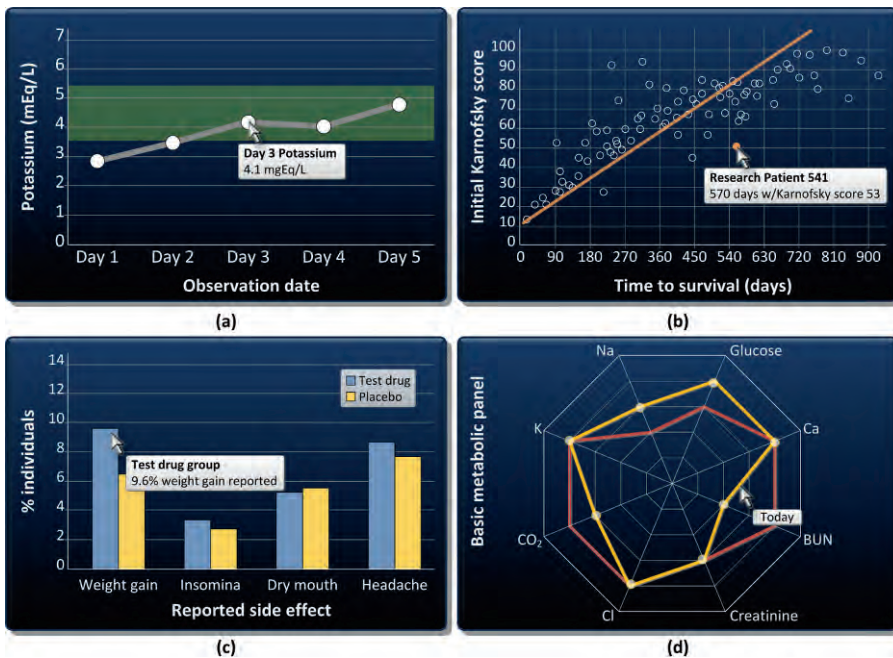 Potassium (mEq/L)
7
6
5
4
3
2
1
0
Day 3 Potassium
4.1 mgEq/L
Day 1 Day 2 Day 3 Day 4 Day 5
Observation date
(a)
Initial Karnofsky score
100
90
80
70
60
50
40
30
20
10
0
Research Patient 541
570 days w/Karnofsky score 53
0 90 180 270 360 450 540 630 720 810 900
Time to survival (days)
(b)
% individuals
14
12
10
8
6
4
2
0
Test drug
Placebo
Test drug group
9.6% weight gain reported
Weight gain Insomina Dry mouth Headache
Reported side effect
(c)
Basic metabolic panel
Na Glucose
K Ca
Today
CO₂ BUN
Cl Creatinine
(d)